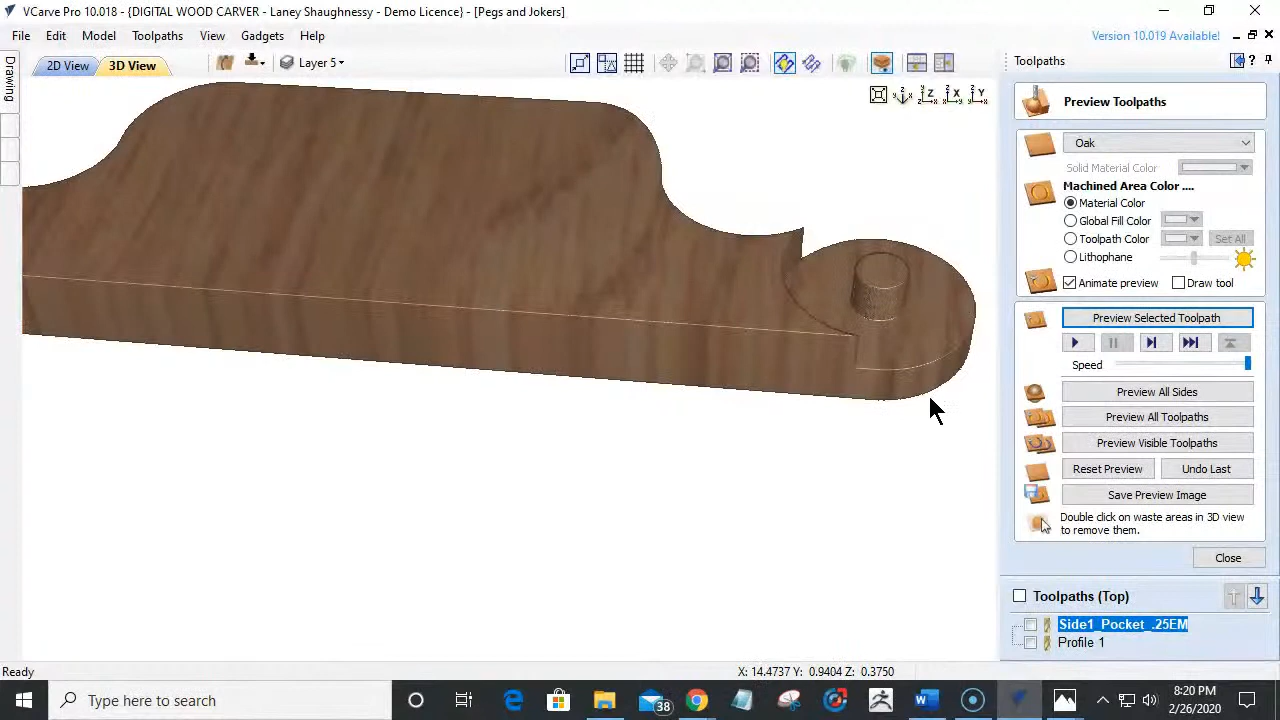 VCarve Pro 10.018 - {DIGITAL WOOD CARVER - Laney Shaughnessy - Demo Licence} - [Pegs and Jokers]
File Edit Model Toolpaths View Gadgets Help
Version 10.019 Available!
2D View 3D View Layer 5
Drawing
Toolpaths
Preview Toolpaths
Oak
Solid Material Color
Machined Area Color ....
Material Color
Global Fill Color
Toolpath Color Set All
Lithophane
Animate preview Draw tool
Preview Selected Toolpath
Speed
Preview All Sides
Preview All Toolpaths
Preview Visible Toolpaths
Reset Preview Undo Last
Save Preview Image
Double click on waste areas in 3D view
to remove them.
Close
Toolpaths (Top)
Side1_Pocket_.25EM
Profile 1
Ready X: 14.4737 Y: 0.9404 Z: 0.3750
Type here to search
38
8:20 PM
2/26/2020